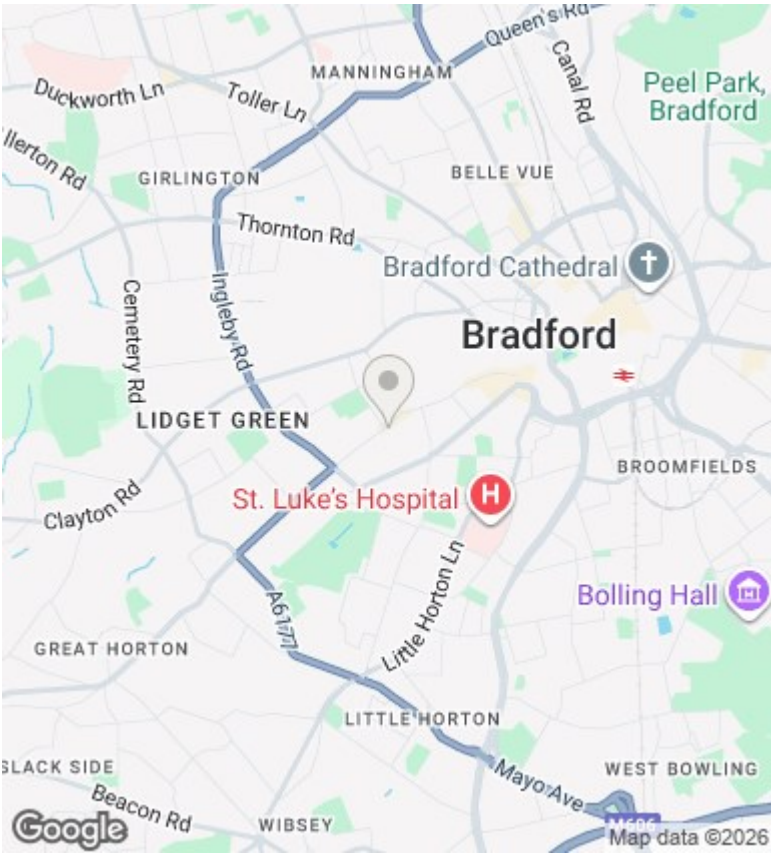 Queen's Rd
MANNINGHAM
Canal Rd
Peel Park,
Bradford
Duckworth Ln
Toller Ln
llerton Rd
GIRLINGTON
BELLE VUE
Thornton Rd
Bradford Cathedral
Ingleby Rd
Cemetery Rd
Bradford
LIDGET GREEN
BROOMFIELDS
St. Luke's Hospital
H
Clayton Rd
Little Horton Ln
Bolling Hall
A6177
GREAT HORTON
LITTLE HORTON
SLACK SIDE
Mayo Ave
WEST BOWLING
Beacon Rd
WIBSEY
M606
Google
Map data ©2026